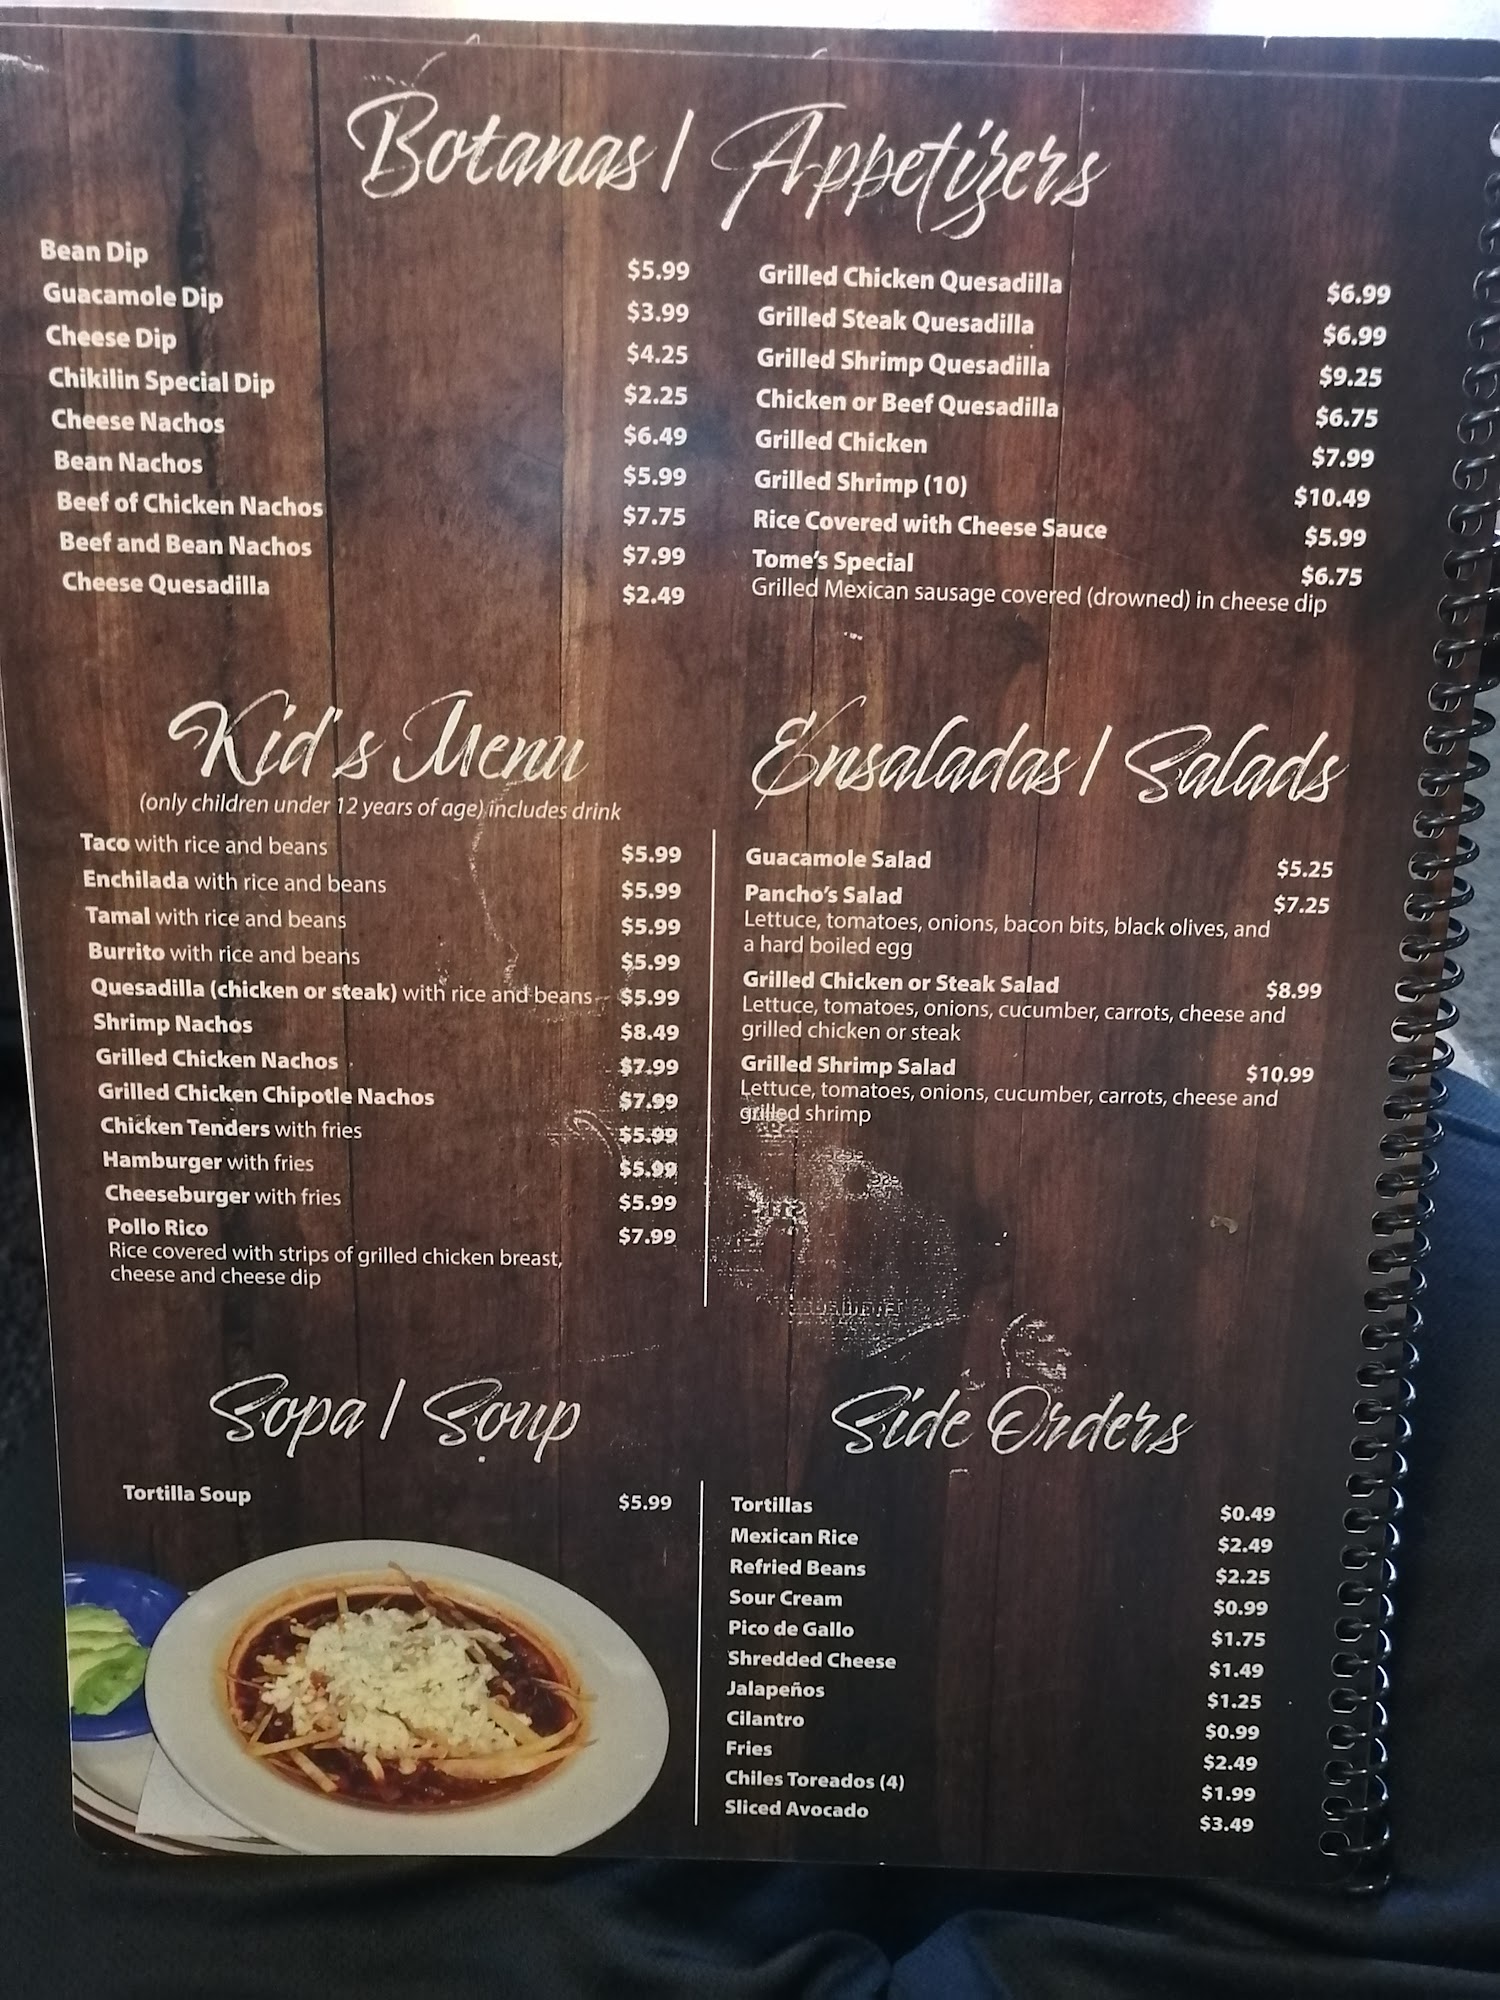 Botanas / Appetizers
Bean Dip $5.99
Guacamole Dip $3.99
Cheese Dip $4.25
Chikilin Special Dip $2.25
Cheese Nachos $6.49
Bean Nachos $5.99
Beef of Chicken Nachos $7.75
Beef and Bean Nachos $7.99
Cheese Quesadilla $2.49
Grilled Chicken Quesadilla $6.99
Grilled Steak Quesadilla $6.99
Grilled Shrimp Quesadilla $9.25
Chicken or Beef Quesadilla $6.75
Grilled Chicken $7.99
Grilled Shrimp (10) $10.49
Rice Covered with Cheese Sauce $5.99
Tome's Special $6.75
Grilled Mexican sausage covered (drowned) in cheese dip
Kid's Menu
(only children under 12 years of age) includes drink
Taco with rice and beans $5.99
Enchilada with rice and beans $5.99
Tamal with rice and beans $5.99
Burrito with rice and beans $5.99
Quesadilla (chicken or steak) with rice and beans $5.99
Shrimp Nachos $8.49
Grilled Chicken Nachos $7.99
Grilled Chicken Chipotle Nachos $7.99
Chicken Tenders with fries $5.99
Hamburger with fries $5.99
Cheeseburger with fries $5.99
Pollo Rico $7.99
Rice covered with strips of grilled chicken breast,
cheese and cheese dip
Ensaladas / Salads
Guacamole Salad $5.25
Pancho's Salad $7.25
Lettuce, tomatoes, onions, bacon bits, black olives, and
a hard boiled egg
Grilled Chicken or Steak Salad $8.99
Lettuce, tomatoes, onions, cucumber, carrots, cheese and
grilled chicken or steak
Grilled Shrimp Salad $10.99
Lettuce, tomatoes, onions, cucumber, carrots, cheese and
grilled shrimp
Sopa / Soup
Tortilla Soup $5.99
Side Orders
Tortillas $0.49
Mexican Rice $2.49
Refried Beans $2.25
Sour Cream $0.99
Pico de Gallo $1.75
Shredded Cheese $1.49
Jalapeños $1.25
Cilantro $0.99
Fries $2.49
Chiles Toreados (4) $1.99
Sliced Avocado $3.49